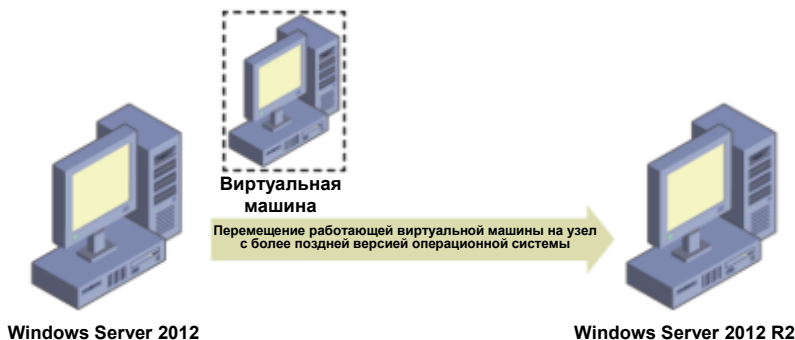 Виртуальная
машина
Перемещение работающей виртуальной машины на узел
с более поздней версией операционной системы
Windows Server 2012
Windows Server 2012 R2